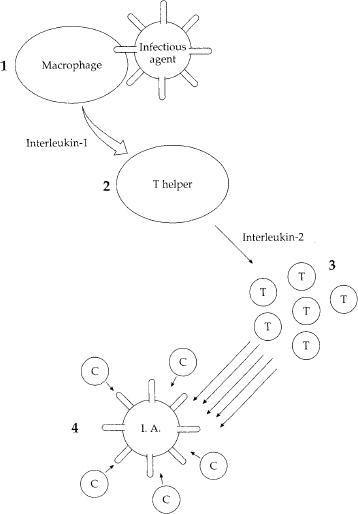 1
Macrophage
Infectious
agent
Interleukin-1
2
T helper
Interleukin-2
3
T
T
T
T
T
T
C
C
4
I. A.
C
C
C